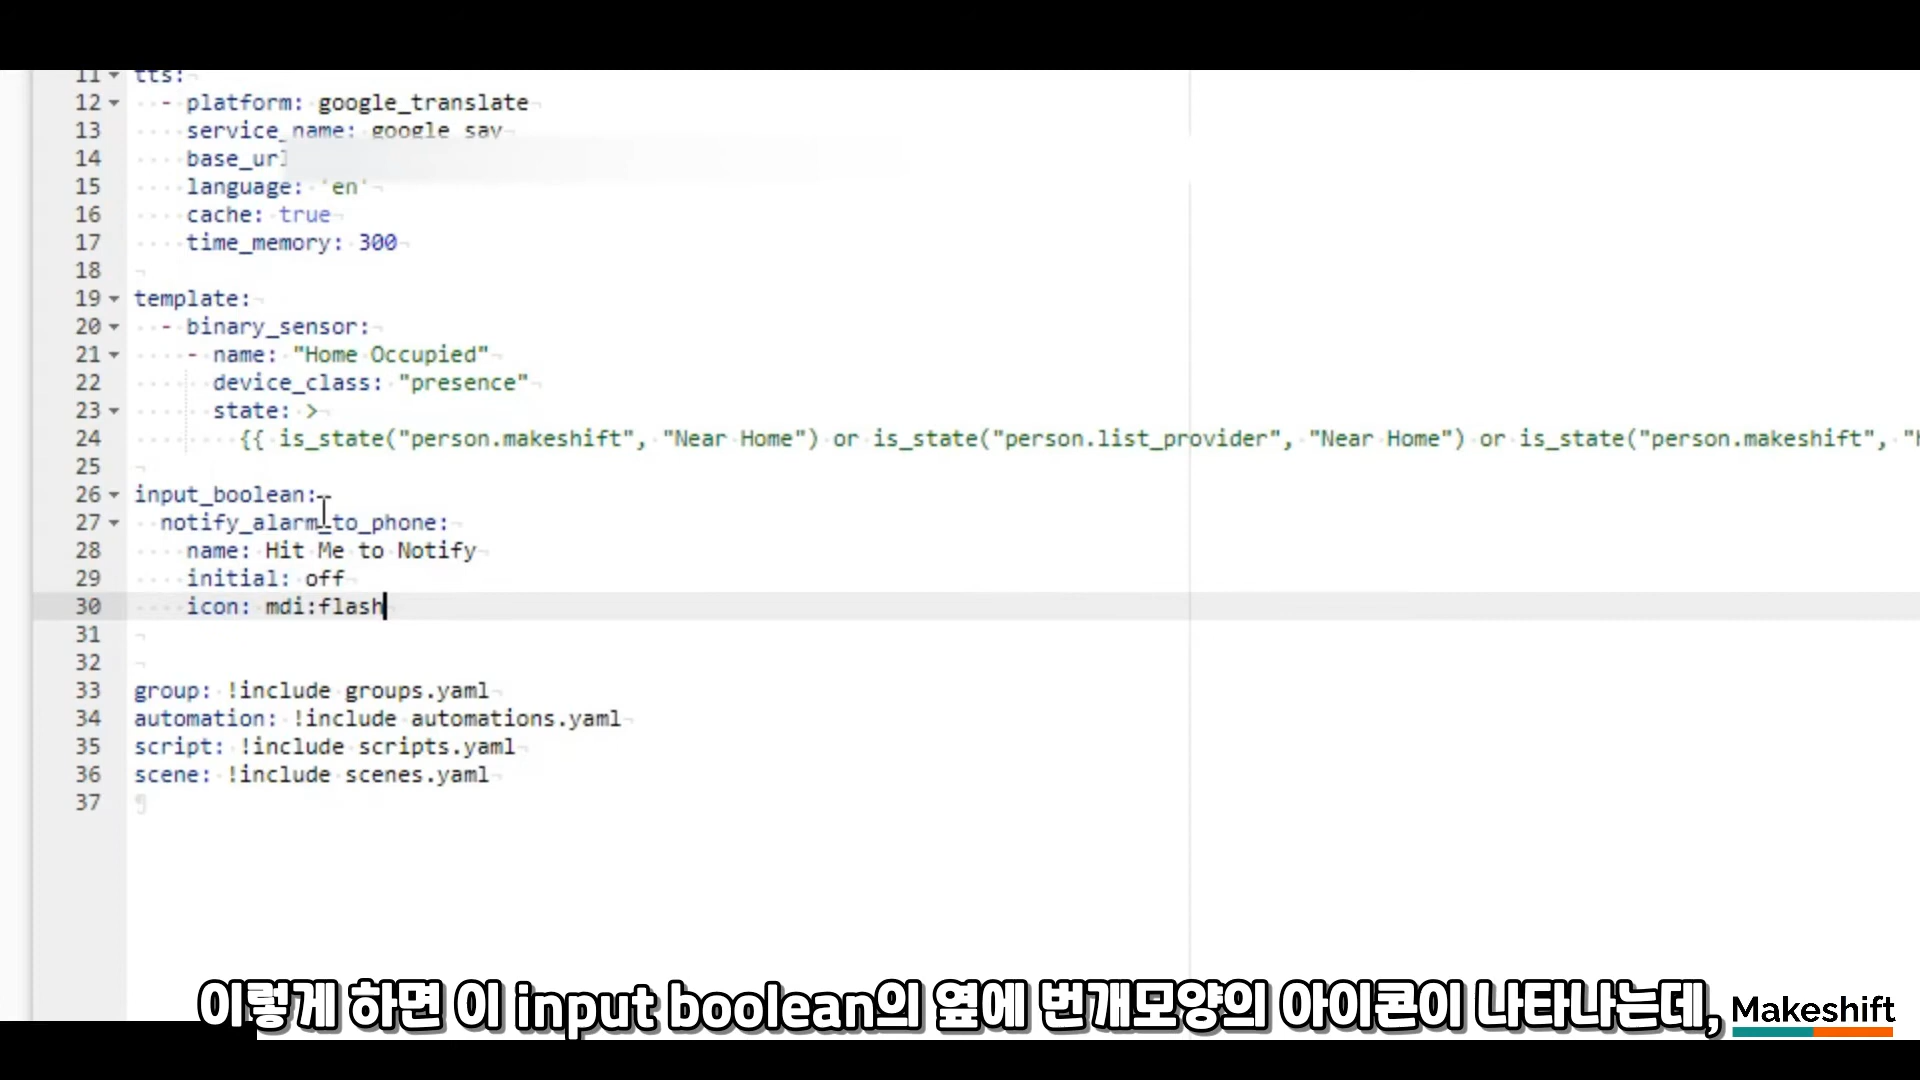 11 tts:
12 - platform: google_translate
13 service_name: google_say
14 base_url
15 language: 'en'
16 cache: true
17 time_memory: 300
18
19 template:
20 - binary_sensor:
21 - name: "Home Occupied"
22 device_class: "presence"
23 state: >
24 {{ is_state("person.makeshift", "Near Home") or is_state("person.list_provider", "Near Home") or is_state("person.makeshift", "
25
26 input_boolean:
27 notify_alarm_to_phone:
28 name: Hit Me to Notify
29 initial: off
30 icon: mdi:flash
31
32
33 group: !include groups.yaml
34 automation: !include automations.yaml
35 script: !include scripts.yaml
36 scene: !include scenes.yaml
37
이렇게 하면 이 input boolean의 옆에 번개모양의 아이콘이 나타나는데,
Makeshift